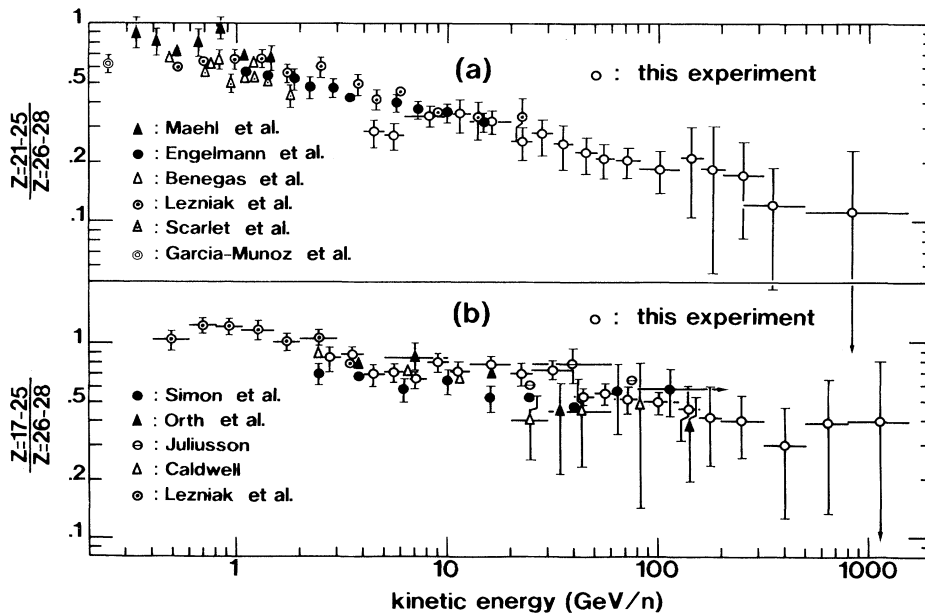 1
(a)
.5
: this experiment
Z=21-25
Z=26-28
.2
.1
: Maehl et al.
: Engelmann et al.
: Benegas et al.
: Lezniak et al.
: Scarlet et al.
: Garcia-Munoz et al.
1
(b)
: this experiment
.5
Z=17-25
Z=26-28
.2
.1
: Simon et al.
: Orth et al.
: Juliusson
: Caldwell
: Lezniak et al.
1 10 100 1000
kinetic energy (GeV/n)